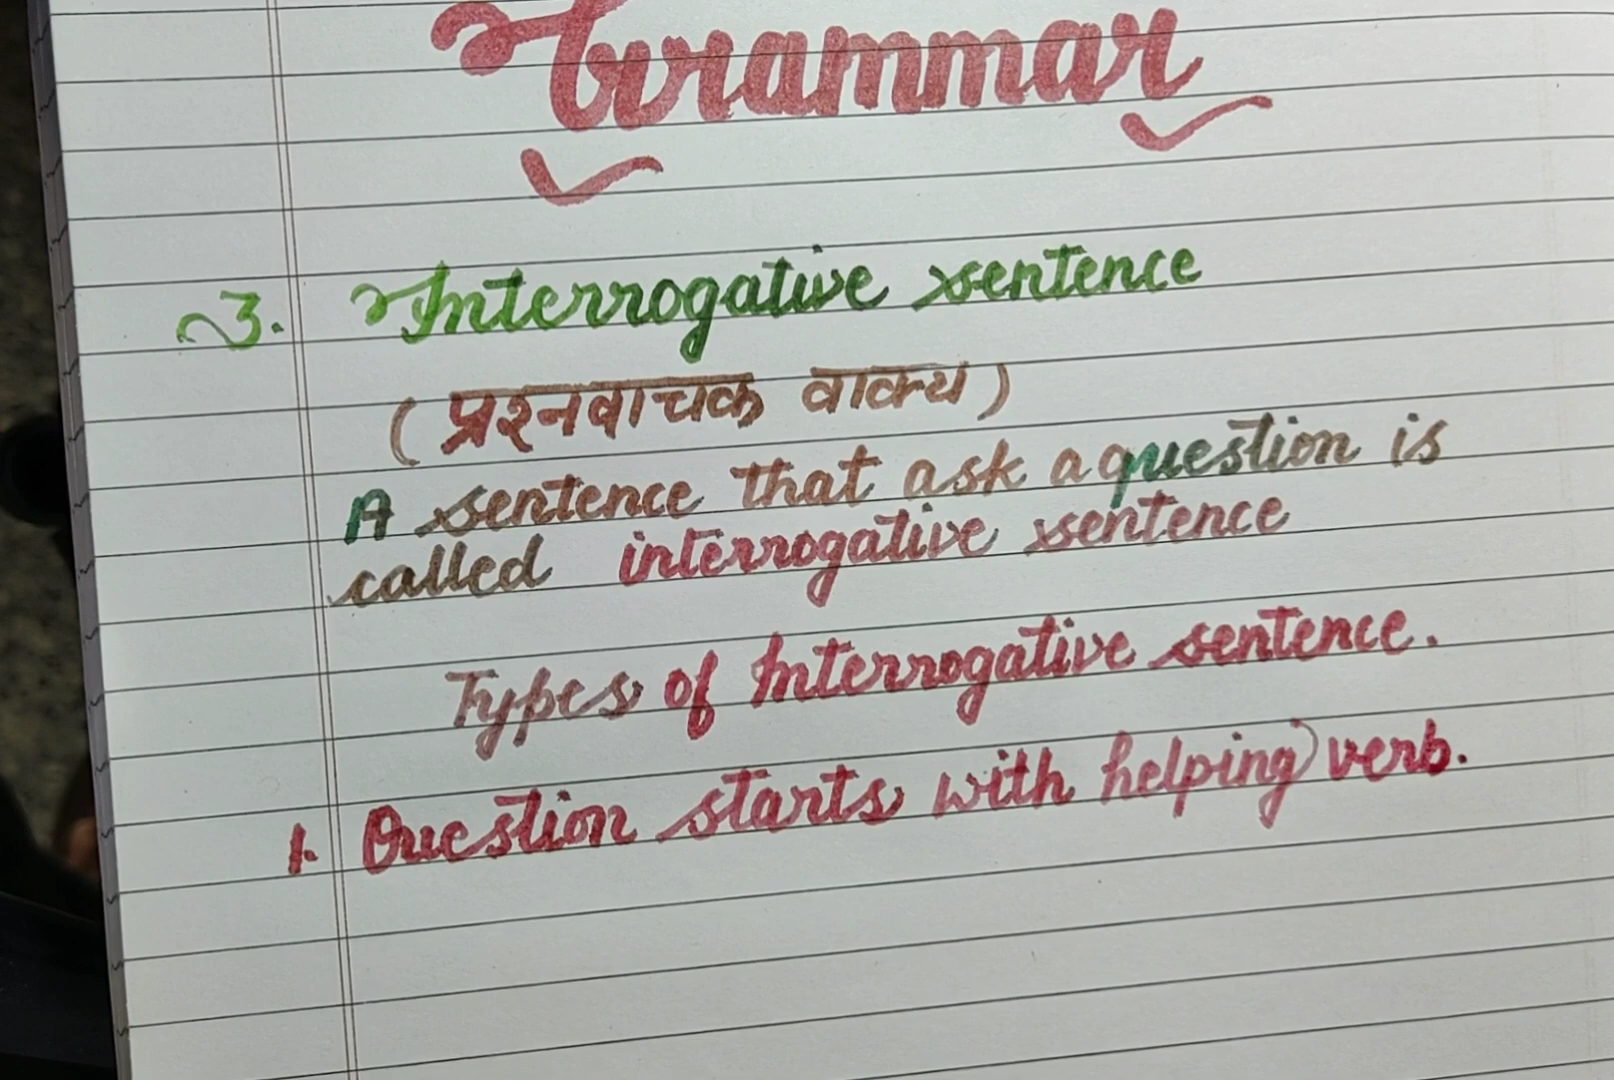 Grammar
3. Interrogative sentence
( प्रश्नवाचक वाक्य )
A sentence that ask a question is
called interrogative sentence
Types of Interrogative sentence.
1. Question starts with helping verb.